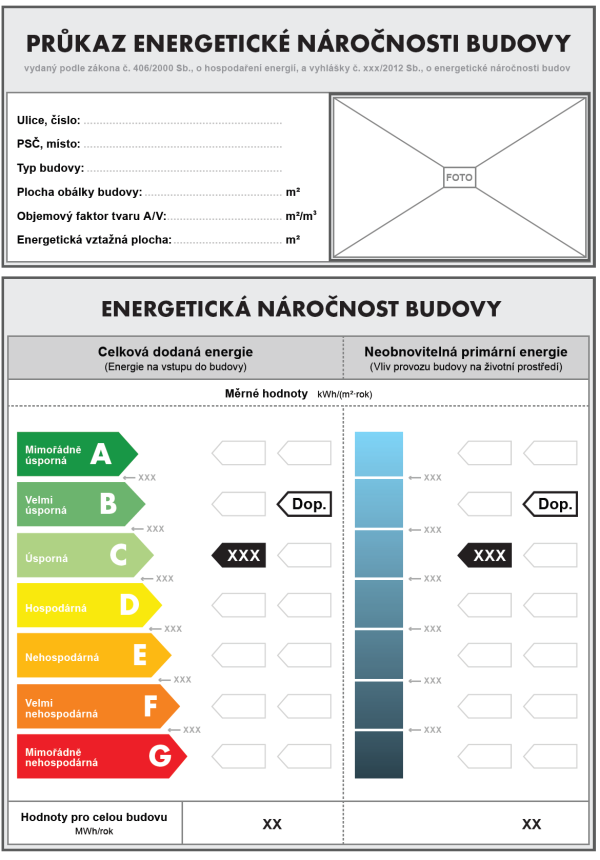 PRŮKAZ ENERGETICKÉ NÁROČNOSTI BUDOVY
vydaný podle zákona č. 406/2000 Sb., o hospodaření energií, a vyhlášky č. xxx/2012 Sb., o energetické náročnosti budov
Ulice, číslo:
PSČ, místo:
Typ budovy:
Plocha obálky budovy: m²
Objemový faktor tvaru A/V: m²/m³
Energetická vztažná plocha: m²
FOTO
ENERGETICKÁ NÁROČNOST BUDOVY
Celková dodaná energie
(Energie na vstupu do budovy)
Neobnovitelná primární energie
(Vliv provozu budovy na životní prostředí)
Měrné hodnoty kWh/(m²·rok)
Mimořádně
úsporná
A
XXX
XXX
Velmi
úsporná
B
Dop.
Dop.
XXX
XXX
Úsporná
C
XXX
XXX
XXX
XXX
Hospodárná
D
XXX
XXX
Nehospodárná
E
XXX
XXX
Velmi
nehospodárná
F
XXX
XXX
Mimořádně
nehospodárná
G
Hodnoty pro celou budovu
MWh/rok
XX
XX